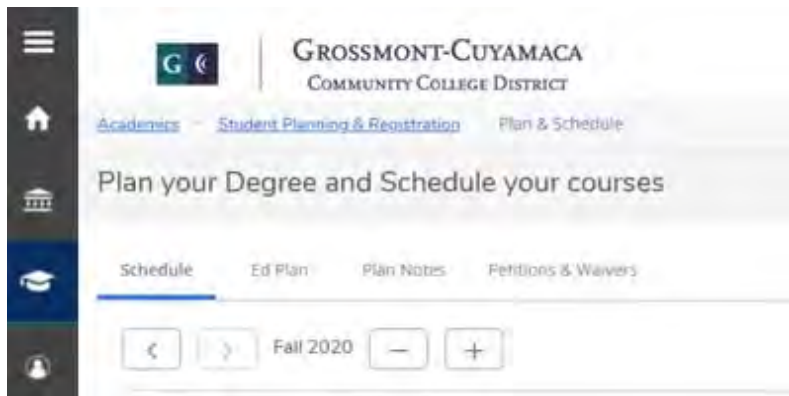 G C
GROSSMONT-CUYAMACA
COMMUNITY COLLEGE DISTRICT
Academics Student Planning & Registration Plan & Schedule
Plan your Degree and Schedule your courses
Schedule Ed Plan Plan Notes Petitions & Waivers
< > Fall 2020 − +